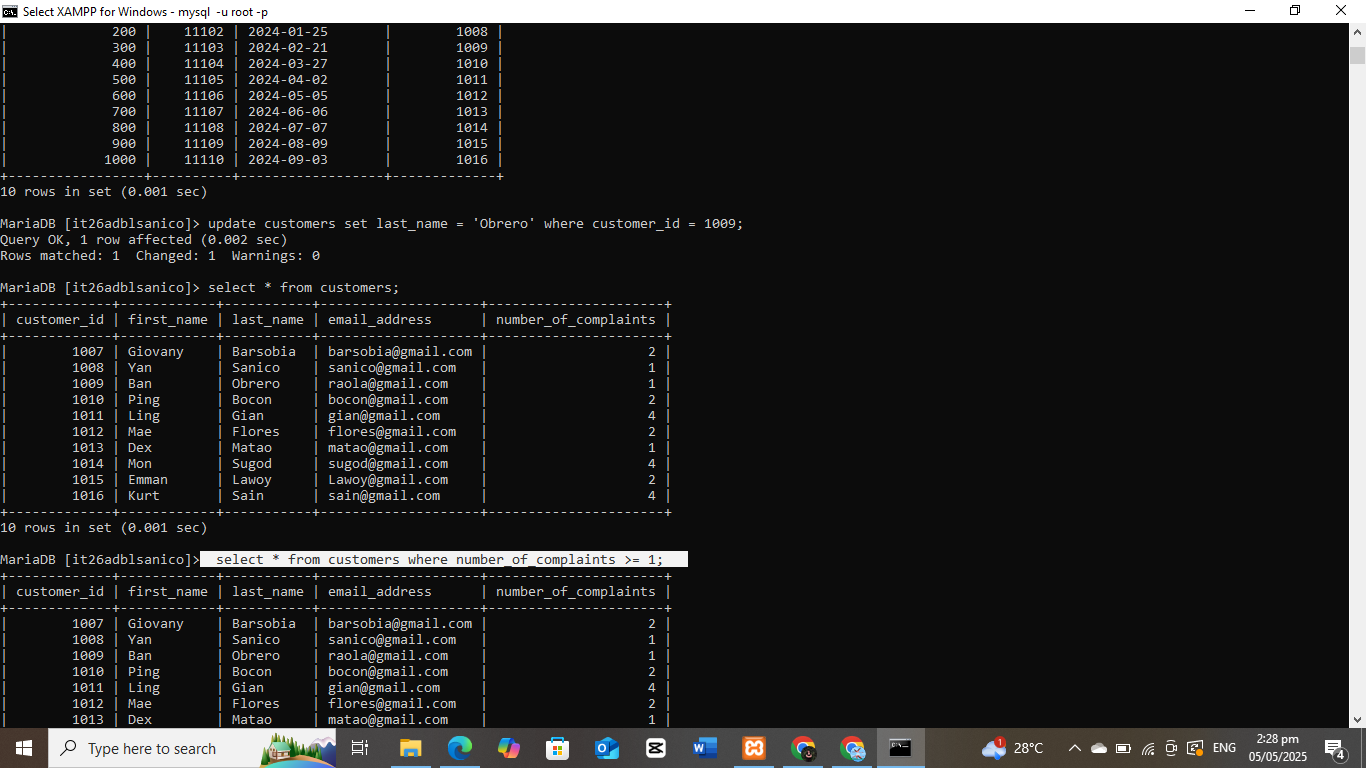 Select XAMPP for Windows - mysql  -u root -p
|             200 |    11102 | 2024-01-25       |        1008 |
|             300 |    11103 | 2024-02-21       |        1009 |
|             400 |    11104 | 2024-03-27       |        1010 |
|             500 |    11105 | 2024-04-02       |        1011 |
|             600 |    11106 | 2024-05-05       |        1012 |
|             700 |    11107 | 2024-06-06       |        1013 |
|             800 |    11108 | 2024-07-07       |        1014 |
|             900 |    11109 | 2024-08-09       |        1015 |
|            1000 |    11110 | 2024-09-03       |        1016 |
+-----------------+----------+------------------+-------------+
10 rows in set (0.001 sec)
MariaDB [it26adblsanico]> update customers set last_name = 'Obrero' where customer_id = 1009;
Query OK, 1 row affected (0.002 sec)
Rows matched: 1  Changed: 1  Warnings: 0
MariaDB [it26adblsanico]> select * from customers;
+-------------+------------+-----------+--------------------+----------------------+
| customer_id | first_name | last_name | email_address      | number_of_complaints |
+-------------+------------+-----------+--------------------+----------------------+
|        1007 | Giovany    | Barsobia  | barsobia@gmail.com |                    2 |
|        1008 | Yan        | Sanico    | sanico@gmail.com   |                    1 |
|        1009 | Ban        | Obrero    | raola@gmail.com    |                    1 |
|        1010 | Ping       | Bocon     | bocon@gmail.com    |                    2 |
|        1011 | Ling       | Gian      | gian@gmail.com     |                    4 |
|        1012 | Mae        | Flores    | flores@gmail.com   |                    2 |
|        1013 | Dex        | Matao     | matao@gmail.com    |                    1 |
|        1014 | Mon        | Sugod     | sugod@gmail.com    |                    4 |
|        1015 | Emman      | Lawoy     | Lawoy@gmail.com    |                    2 |
|        1016 | Kurt       | Sain      | sain@gmail.com     |                    4 |
+-------------+------------+-----------+--------------------+----------------------+
10 rows in set (0.001 sec)
MariaDB [it26adblsanico]>  select * from customers where number_of_complaints >= 1;
+-------------+------------+-----------+--------------------+----------------------+
| customer_id | first_name | last_name | email_address      | number_of_complaints |
+-------------+------------+-----------+--------------------+----------------------+
|        1007 | Giovany    | Barsobia  | barsobia@gmail.com |                    2 |
|        1008 | Yan        | Sanico    | sanico@gmail.com   |                    1 |
|        1009 | Ban        | Obrero    | raola@gmail.com    |                    1 |
|        1010 | Ping       | Bocon     | bocon@gmail.com    |                    2 |
|        1011 | Ling       | Gian      | gian@gmail.com     |                    4 |
|        1012 | Mae        | Flores    | flores@gmail.com   |                    2 |
|        1013 | Dex        | Matao     | matao@gmail.com    |                    1 |
Type here to search
1
28°C
ENG
2:28 pm
05/05/2025
4